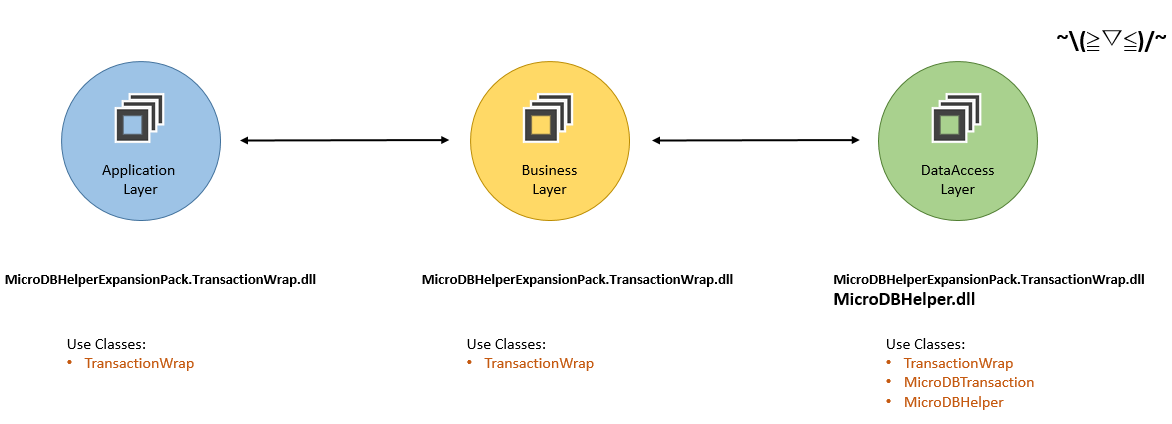 ~\(≧▽≦)/~
Application
Layer
Business
Layer
DataAccess
Layer
MicroDBHelperExpansionPack.TransactionWrap.dll
MicroDBHelperExpansionPack.TransactionWrap.dll
MicroDBHelperExpansionPack.TransactionWrap.dll
MicroDBHelper.dll
Use Classes:
• TransactionWrap
Use Classes:
• TransactionWrap
Use Classes:
• TransactionWrap
• MicroDBTransaction
• MicroDBHelper